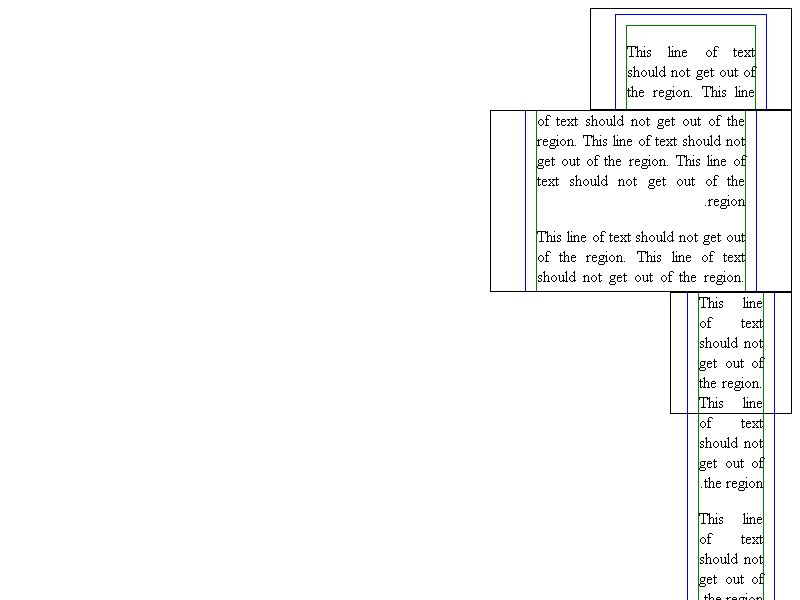 This line of text
should not get out of
the region. This line
of text should not get out of the
region. This line of text should not
get out of the region. This line of
text should not get out of the
.region
This line of text should not get out
of the region. This line of text
should not get out of the region.
This line
of text
should not
get out of
the region.
This line
of text
should not
get out of
.the region
This line
of text
should not
get out of
.the region